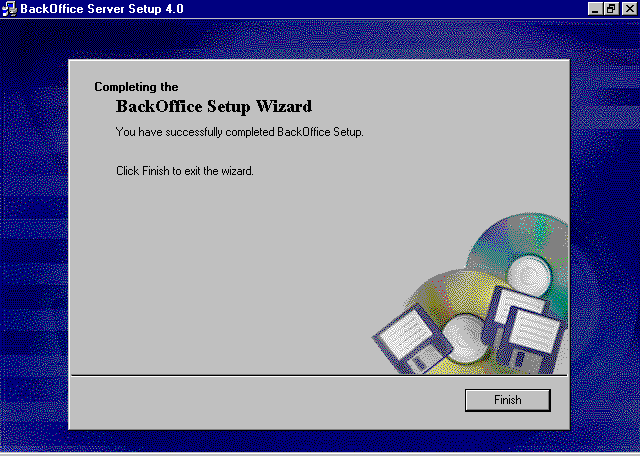 BackOffice Server Setup 4.0
Completing the
BackOffice Setup Wizard
You have successfully completed BackOffice Setup.
Click Finish to exit the wizard.
Finish